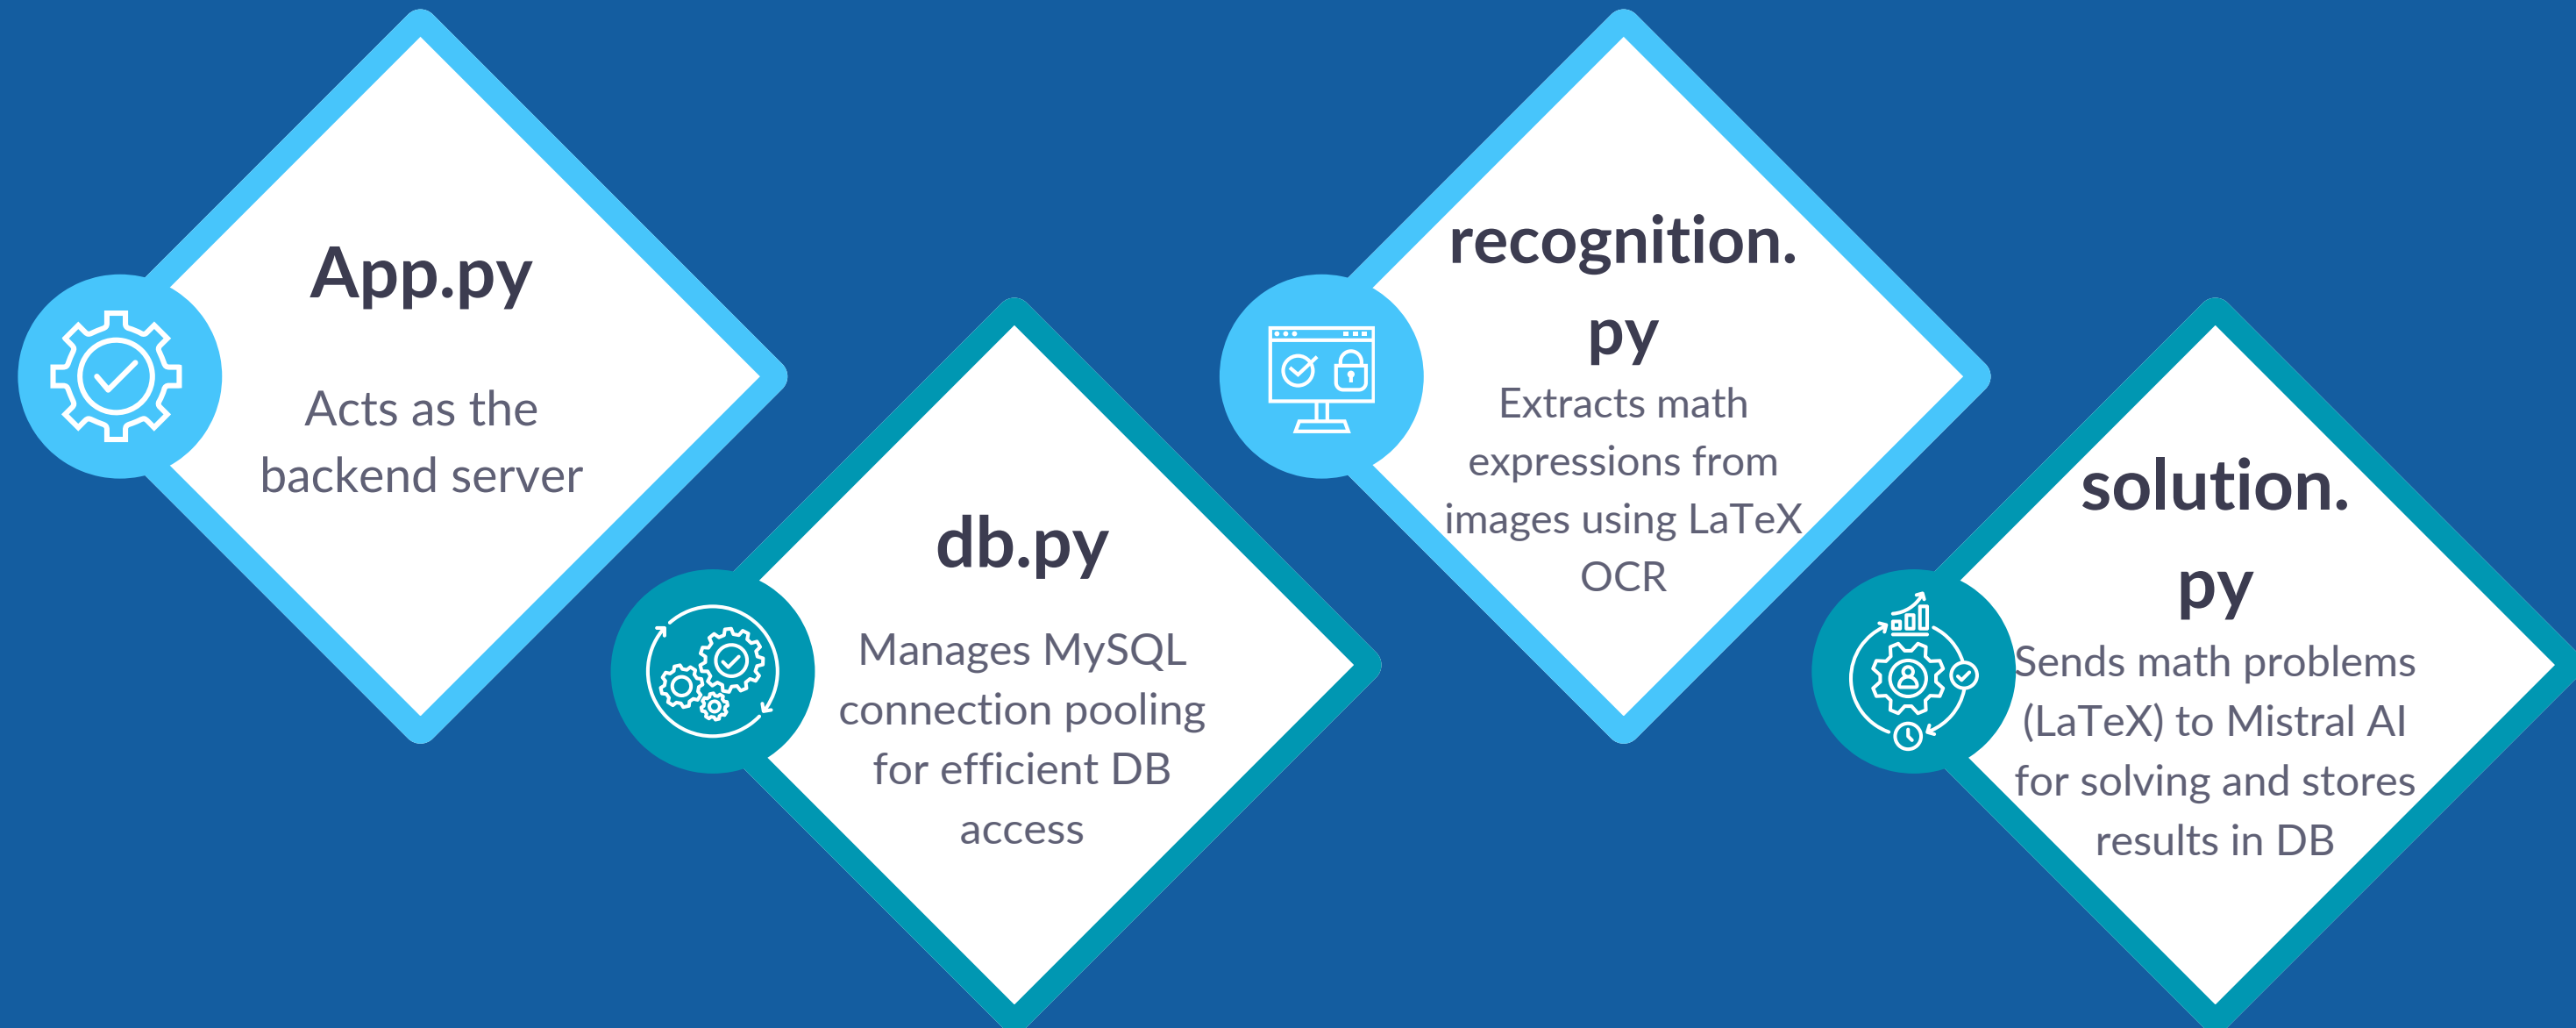 App.py
Acts as the
backend server
db.py
Manages MySQL
connection pooling
for efficient DB
access
recognition.
py
Extracts math
expressions from
images using LaTeX
OCR
solution.
py
Sends math problems
(LaTeX) to Mistral AI
for solving and stores
results in DB